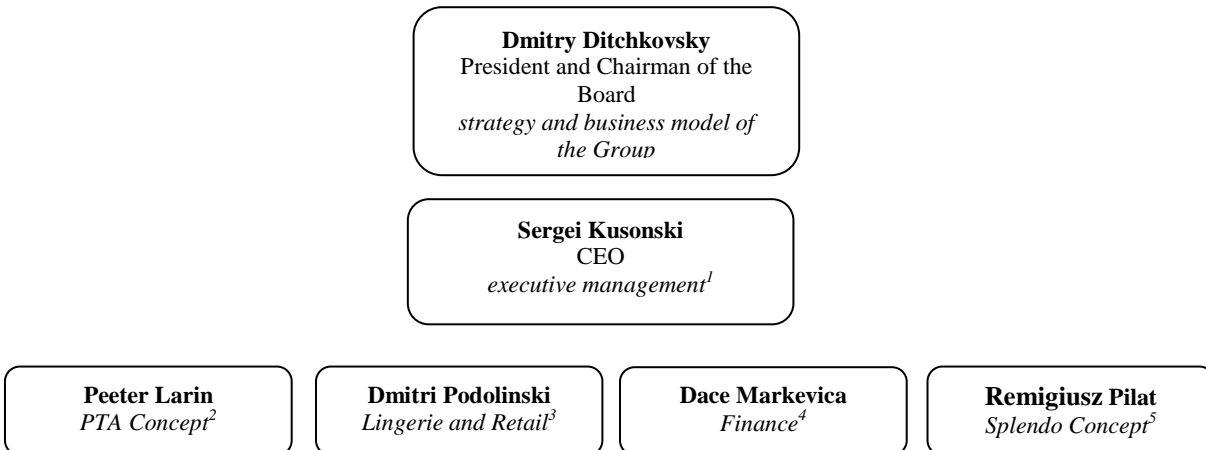 Dmitry Ditchkovsky
President and Chairman of the
Board
strategy and business model of
the Group
Sergei Kusonski
CEO
executive management1
Peeter Larin
PTA Concept2
Dmitri Podolinski
Lingerie and Retail3
Dace Markevica
Finance4
Remigiusz Pilat
Splendo Concept5